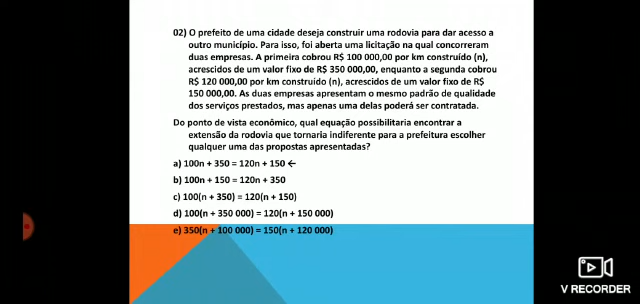 02) O prefeito de uma cidade deseja construir uma rodovia para dar acesso a
outro município. Para isso, foi aberta uma licitação na qual concorreram
duas empresas. A primeira cobrou R$ 100 000,00 por km construído (n),
acrescidos de um valor fixo de R$ 350 000,00, enquanto a segunda cobrou
R$ 120 000,00 por km construído (n), acrescidos de um valor fixo de R$
150 000,00. As duas empresas apresentam o mesmo padrão de qualidade
dos serviços prestados, mas apenas uma delas poderá ser contratada.
Do ponto de vista econômico, qual equação possibilitaria encontrar a
extensão da rodovia que tornaria indiferente para a prefeitura escolher
qualquer uma das propostas apresentadas?
a) 100n + 350 = 120n + 150 ←
b) 100n + 150 = 120n + 350
c) 100(n + 350) = 120(n + 150)
d) 100(n + 350 000) = 120(n + 150 000)
e) 350(n + 100 000) = 150(n + 120 000)
V RECORDER